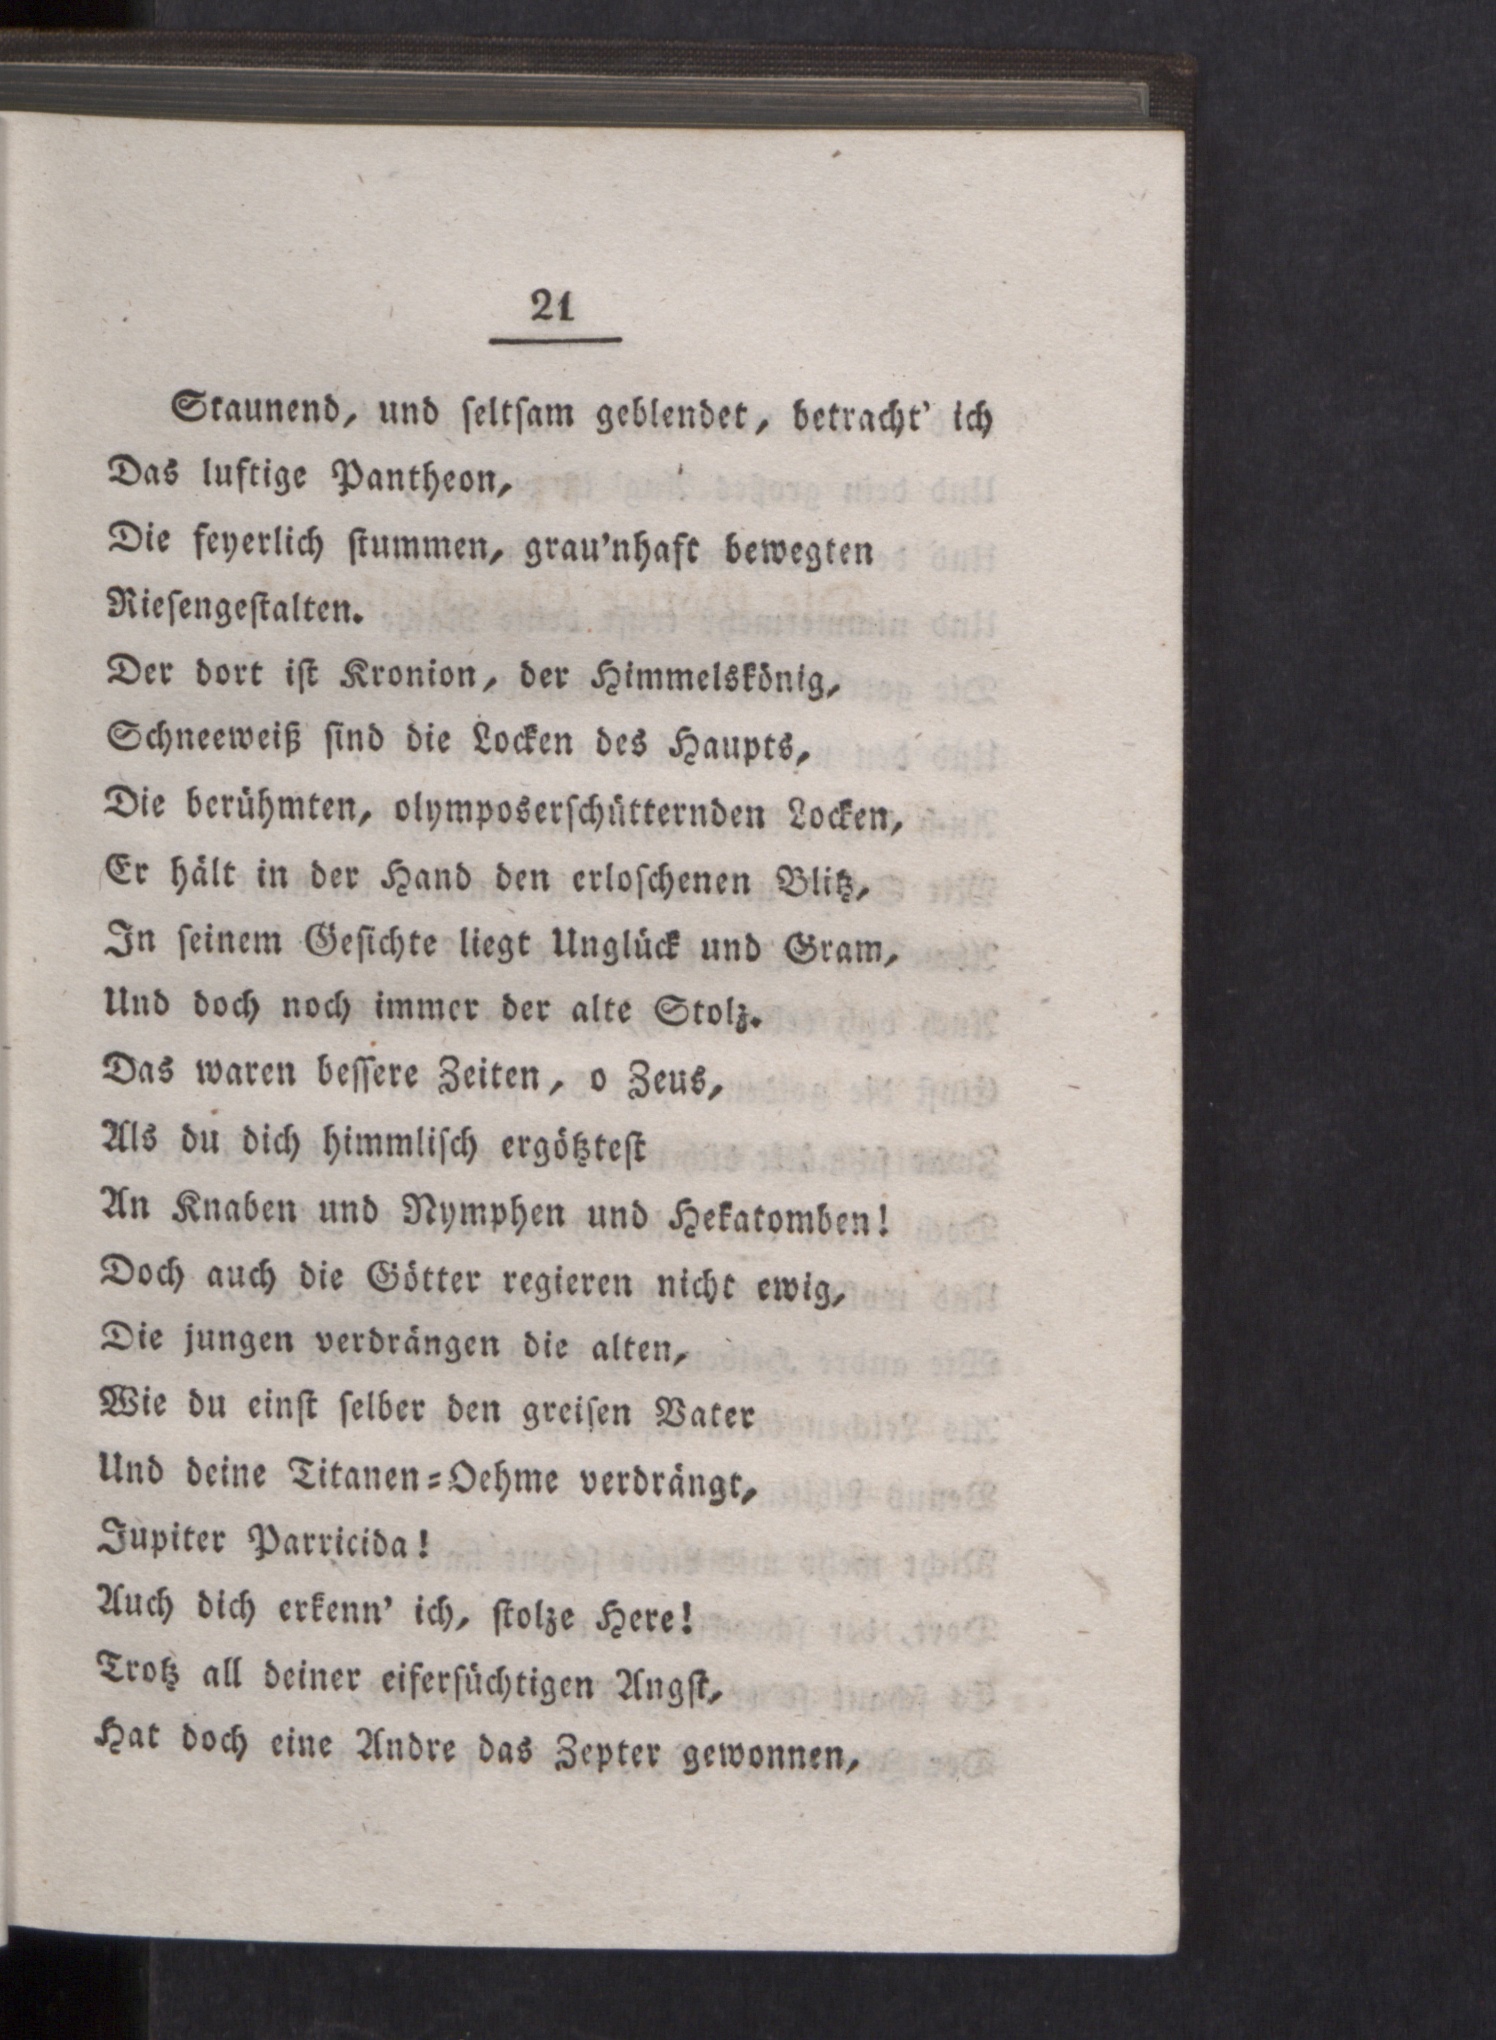 21
Staunend, und seltsam geblendet, betracht' ich
Das luftige Pantheon,
Die feyerlich stummen, grau'nhaft bewegten
Riesengestalten.
Der dort ist Kronion, der Himmelskönig,
Schneeweiß sind die Locken des Haupts,
Die berühmten, olymposerschütternden Locken,
Er hält in der Hand den erloschenen Blitz,
In seinem Gesichte liegt Unglück und Gram,
Und doch noch immer der alte Stolz.
Das waren bessere Zeiten, o Zeus,
Als du dich himmlisch ergötztest
An Knaben und Nymphen und Hekatomben!
Doch auch die Götter regieren nicht ewig,
Die jungen verdrängen die alten,
Wie du einst selber den greisen Vater
Und deine Titanen-Oehme verdrängt,
Jupiter Parricida!
Auch dich erkenn' ich, stolze Here!
Trotz all deiner eifersüchtigen Angst,
Hat doch eine Andre das Zepter gewonnen,